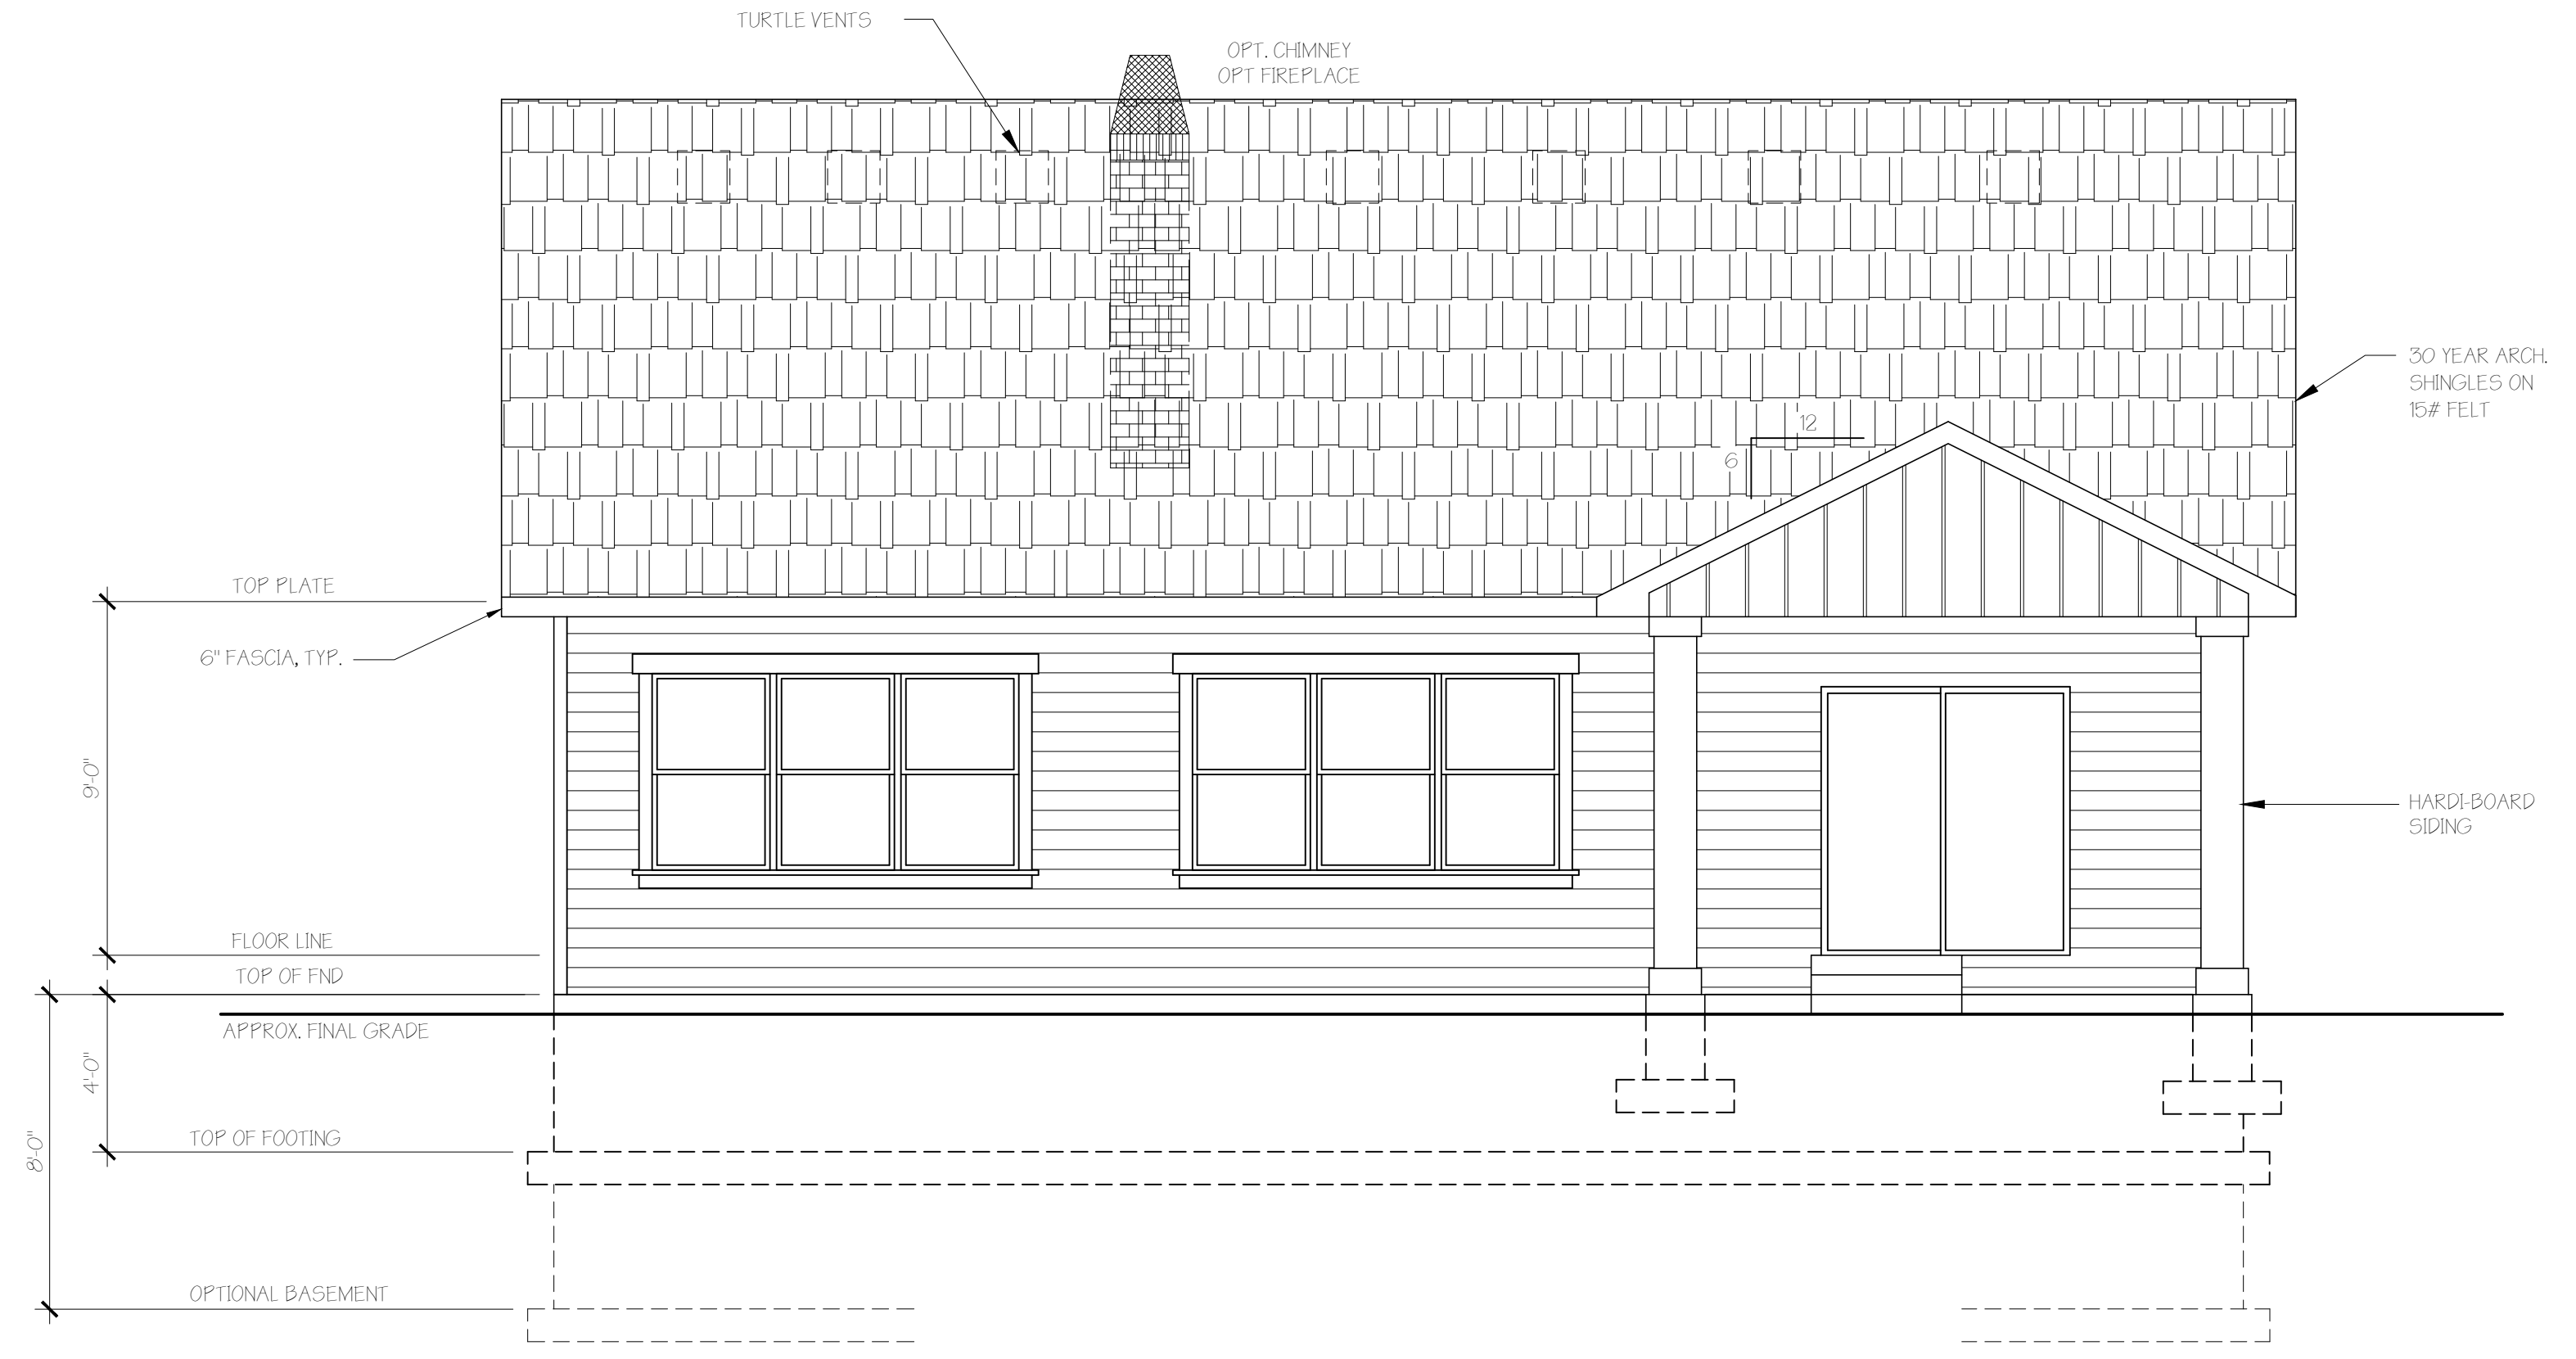 TURTLE VENTS
OPT. CHIMNEY
OPT FIREPLACE
30 YEAR ARCH.
SHINGLES ON
15# FELT
12
6
TOP PLATE
6" FASCIA, TYP.
9'-0"
HARDI-BOARD
SIDING
FLOOR LINE
TOP OF FND
APPROX. FINAL GRADE
4'-0"
TOP OF FOOTING
8'-0"
OPTIONAL BASEMENT